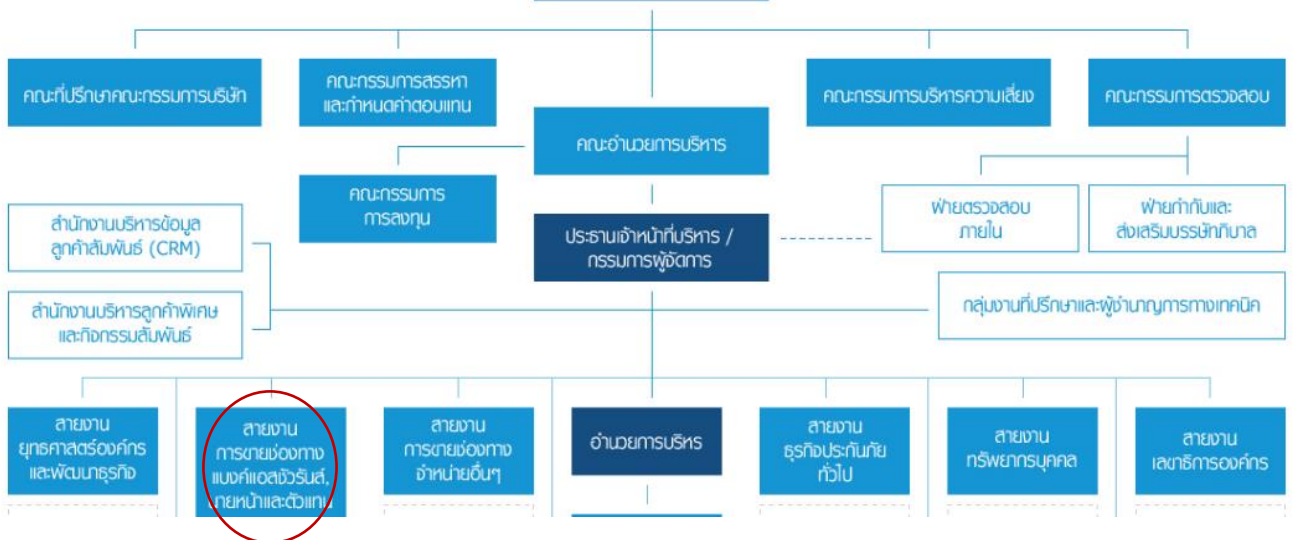 คณะที่ปรึกษาคณะกรรมการบริษัท
คณะกรรมการสรรหา
และกำหนดค่าตอบแทน
คณะกรรมการบริหารความเสี่ยง
คณะกรรมการตรวจสอบ
คณะอำนวยการบริหาร
คณะกรรมการ
การลงทุน
ฝ่ายตรวจสอบ
ภายใน
ฝ่ายกำกับและ
ส่งเสริมบรรษัทภิบาล
สำนักงานบริหารข้อมูล
ลูกค้าสัมพันธ์ (CRM)
ประธานเจ้าหน้าที่บริหาร /
กรรมการผู้จัดการ
สำนักงานบริหารลูกค้าพิเศษ
และกิจกรรมสัมพันธ์
กลุ่มงานที่ปรึกษาและผู้ชำนาญการทางเทคนิค
สายงาน
ยุทธศาสตร์องค์กร
และพัฒนาธุรกิจ
สายงาน
การขายช่องทาง
แบงค์แอสชัวรันส์,
นายหน้าและตัวแทน
สายงาน
การขายช่องทาง
จำหน่ายอื่นๆ
อำนวยการบริหร
สายงาน
ธุรกิจประกันภัย
ทั่วไป
สายงาน
ทรัพยากรบุคคล
สายงาน
เลขาธิการองค์กร